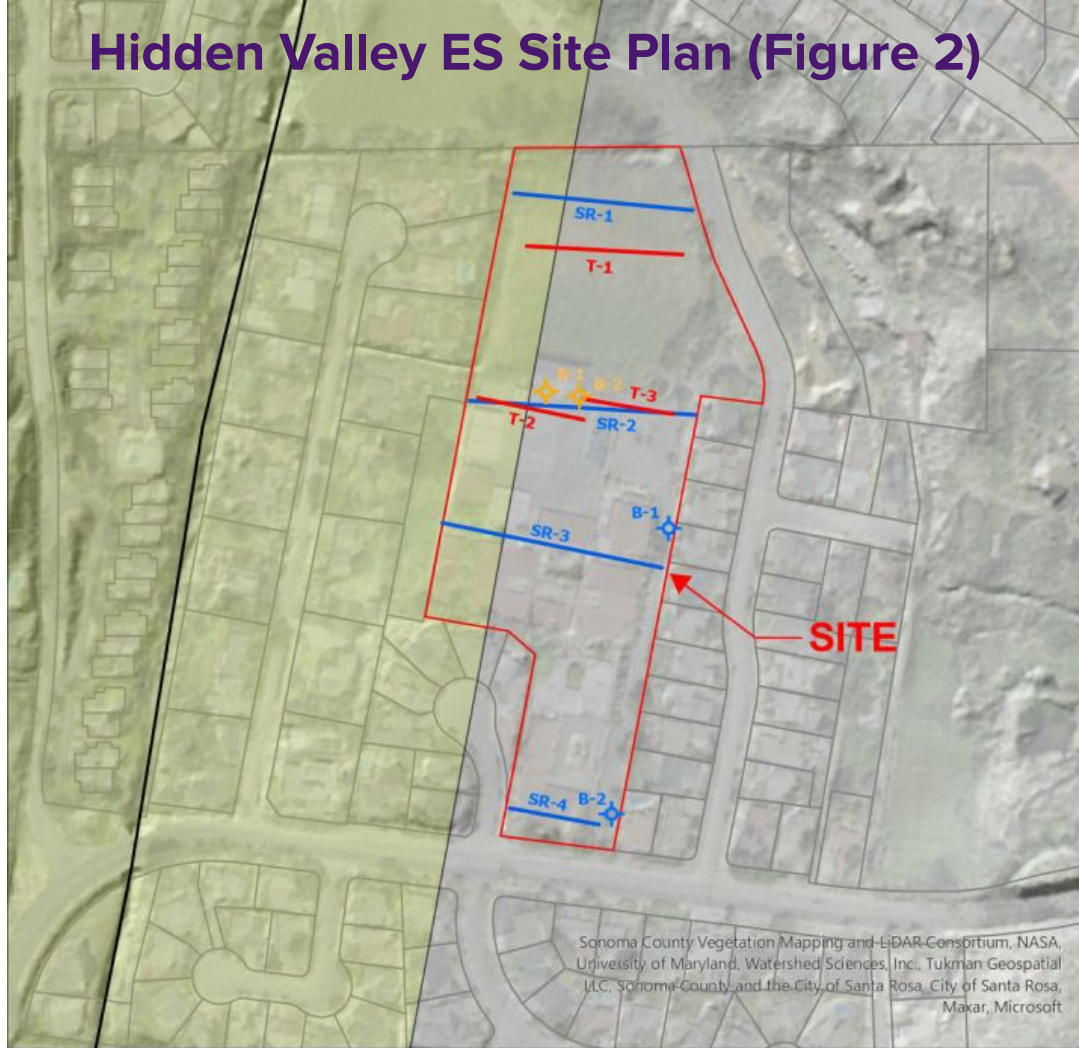 Hidden Valley ES Site Plan (Figure 2)
SR-1
T-1
B-1
B-2
T-3
T-2
SR-2
B-1
SR-3
SITE
SR-4
B-2
Sonoma County Vegetation Mapping and LiDAR Consortium, NASA,
University of Maryland, Watershed Sciences, Inc., Tukman Geospatial
LLC, Sonoma County and the City of Santa Rosa, City of Santa Rosa,
Maxar, Microsoft